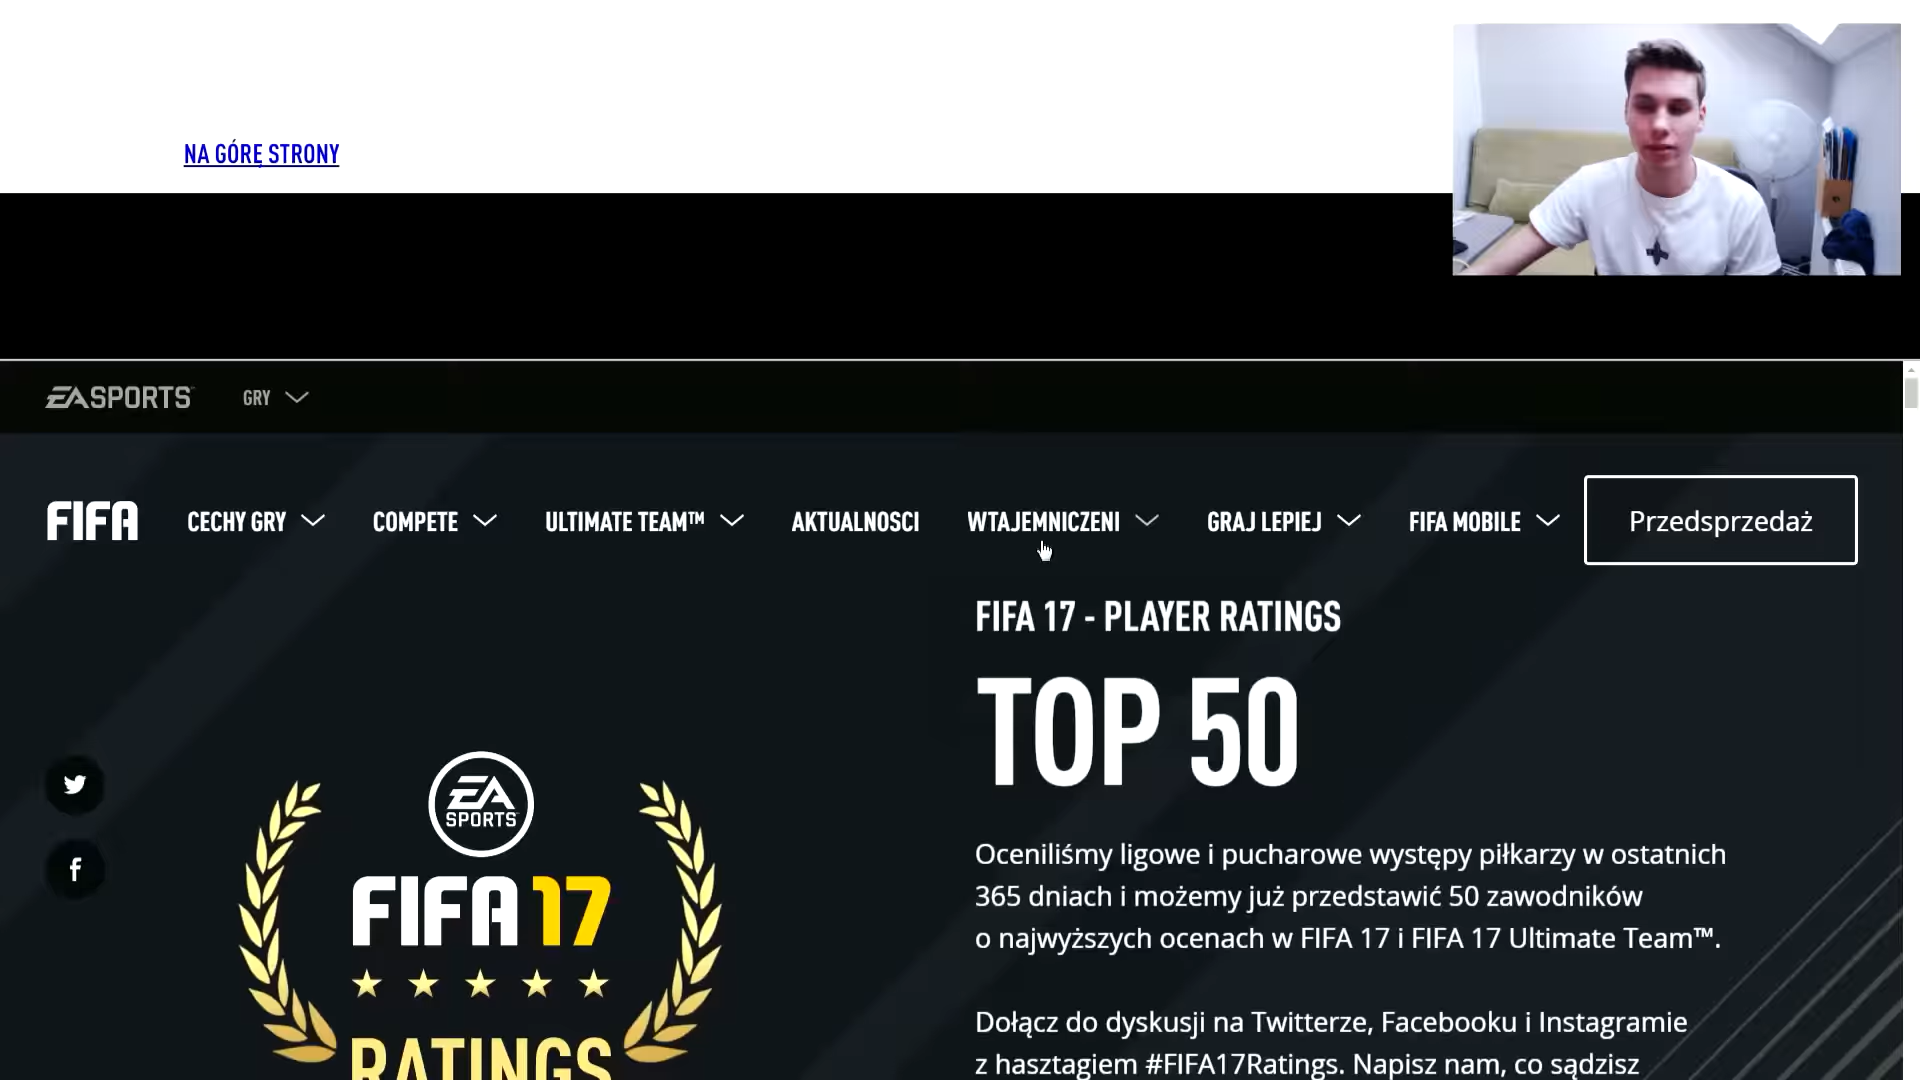 NA GÓRĘ STRONY
EA SPORTS
GRY
FIFA
CECHY GRY
COMPETE
ULTIMATE TEAM™
AKTUALNOSCI
WTAJEMNICZENI
GRAJ LEPIEJ
FIFA MOBILE
Przedsprzedaż
FIFA 17 - PLAYER RATINGS
TOP 50
Oceniliśmy ligowe i pucharowe występy piłkarzy w ostatnich
365 dniach i możemy już przedstawić 50 zawodników
o najwyższych ocenach w FIFA 17 i FIFA 17 Ultimate Team™.
Dołącz do dyskusji na Twitterze, Facebooku i Instagramie
z hasztagiem #FIFA17Ratings. Napisz nam, co sądzisz
EA
SPORTS
FIFA 17
RATINGS